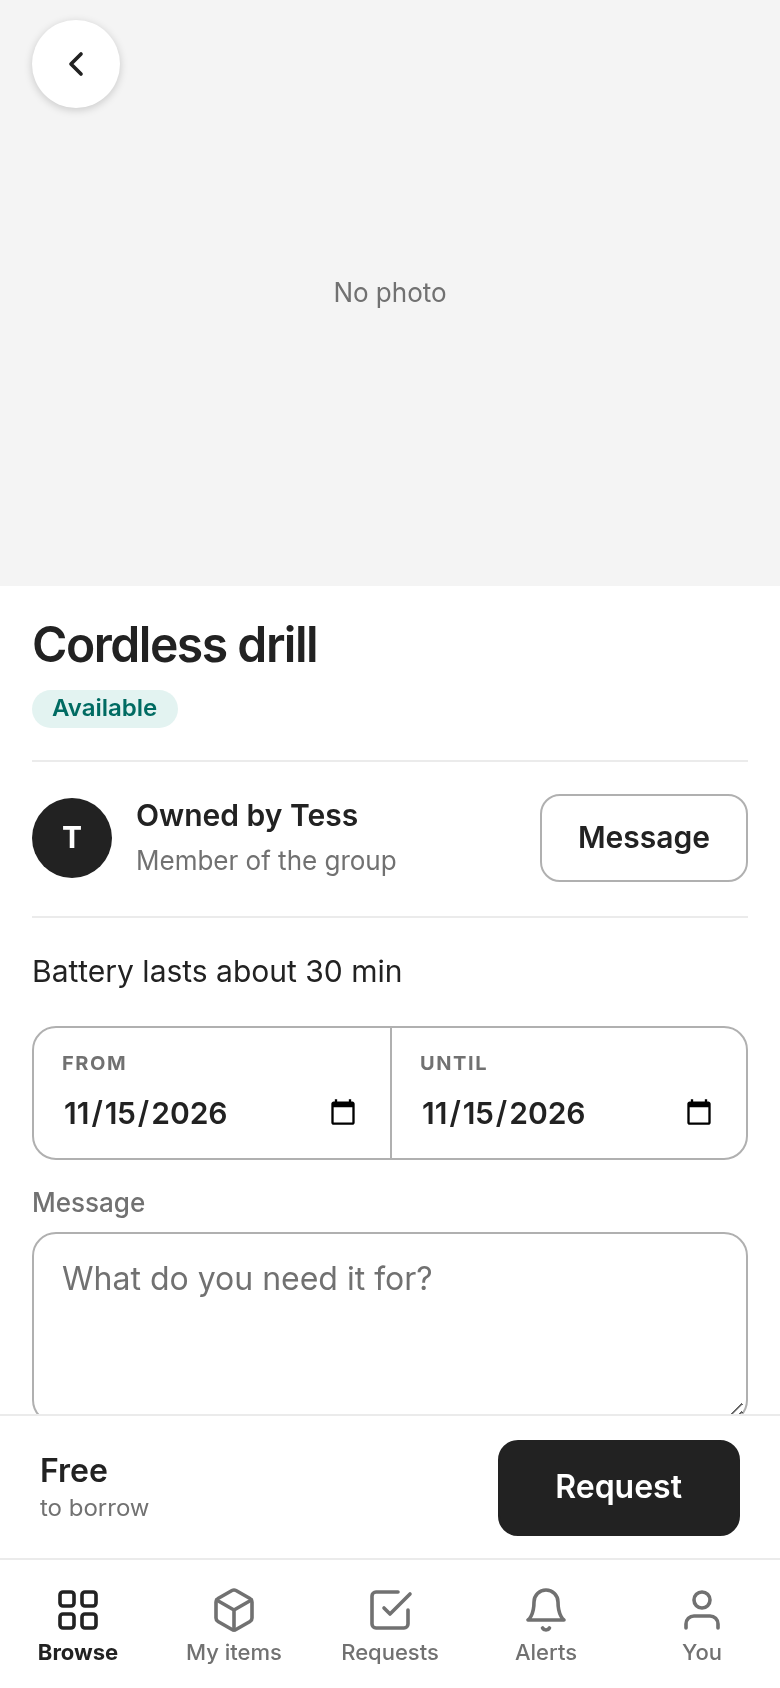 No photo
Cordless drill
Available
T
Owned by Tess
Member of the group
Message
Battery lasts about 30 min
FROM
11/15/2026
UNTIL
11/15/2026
Message
What do you need it for?
Free
to borrow
Request
Browse
My items
Requests
Alerts
You